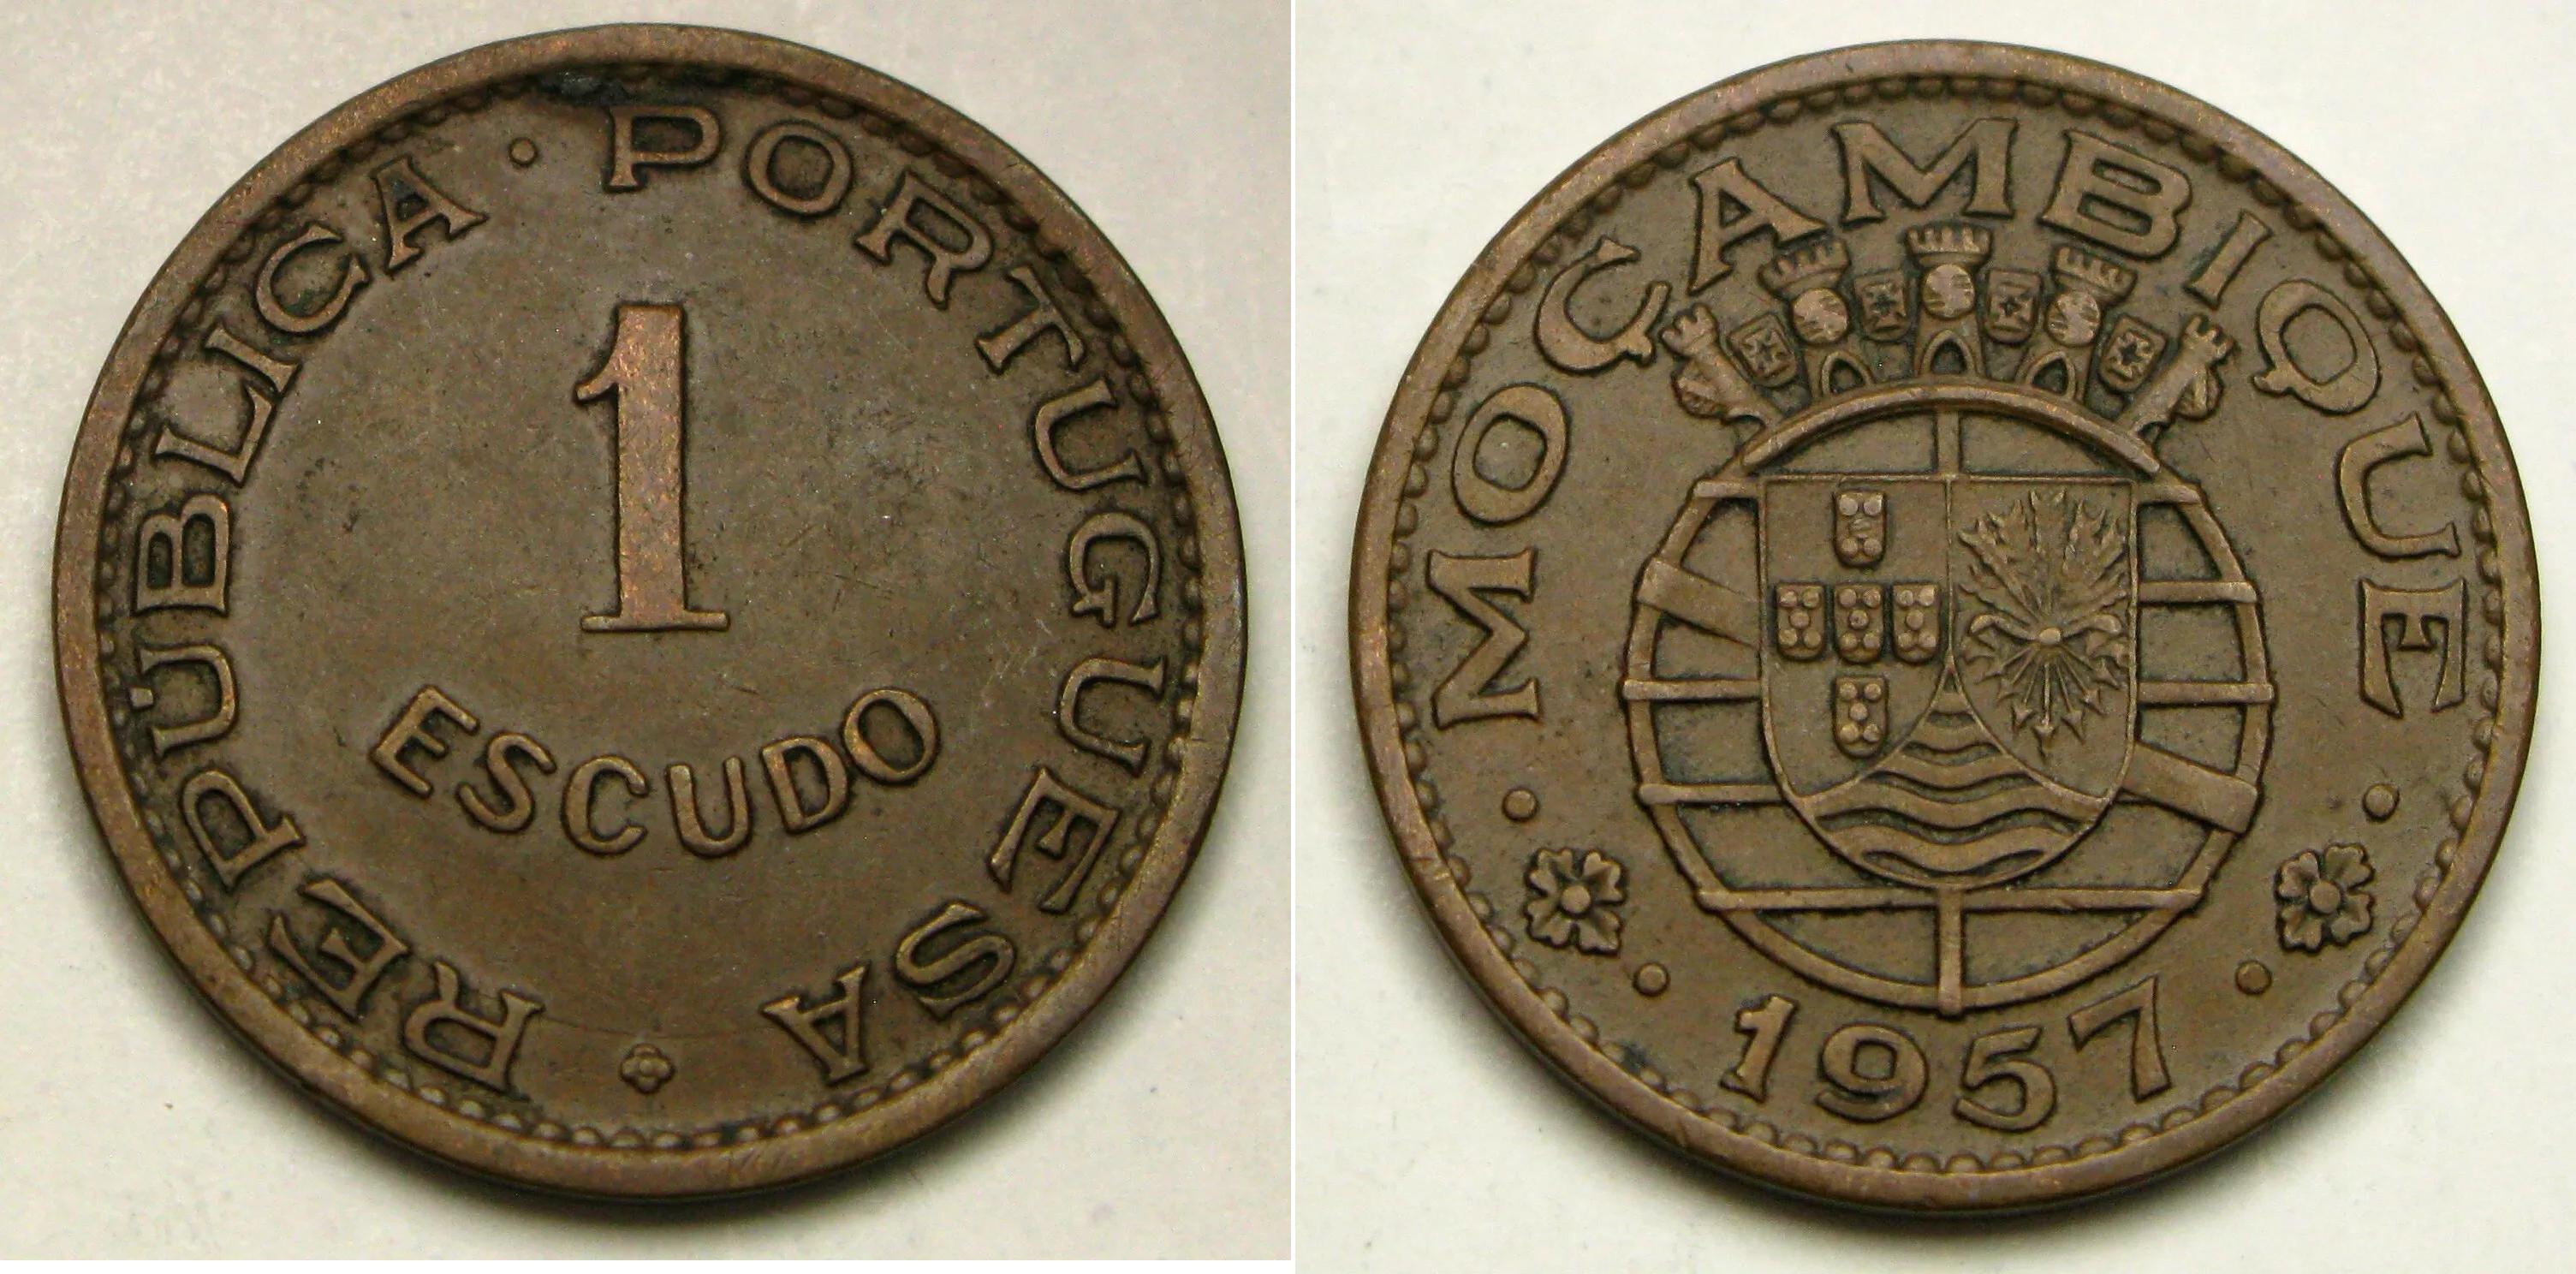 REPÚBLICA · PORTUGUESA
1
ESCUDO
MOÇAMBIQUE
1957